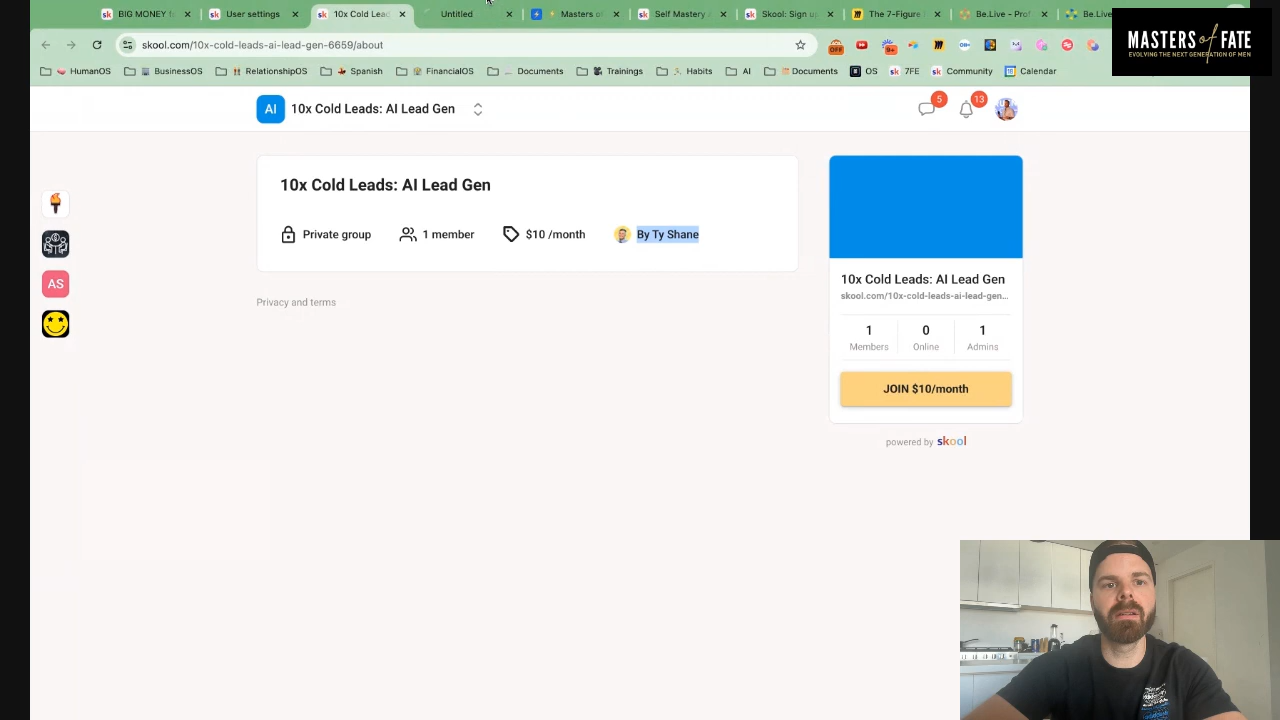 BIG MONEY f
User settings
10x Cold Lead
Untitled
Masters of
Self Mastery
Skool: Sign up
The 7-Figure
Be.Live - Prof
Be.Live
skool.com/10x-cold-leads-ai-lead-gen-6659/about
OFF
9+
HumanOS
BusinessOS
RelationshipOS
Spanish
FinancialOS
Documents
Trainings
Habits
AI
Documents
OS
7FE
Community
Calendar
MASTERS of FATE
EVOLVING THE NEXT GENERATION OF MEN
AI
10x Cold Leads: AI Lead Gen
5
13
10x Cold Leads: AI Lead Gen
Private group
1 member
$10 /month
By Ty Shane
Privacy and terms
AS
10x Cold Leads: AI Lead Gen
skool.com/10x-cold-leads-ai-lead-gen...
1
0
1
Members
Online
Admins
JOIN $10/month
powered by skool